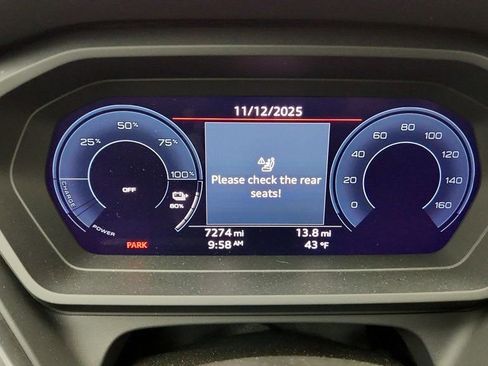 11/12/2025
50%
25%
75%
100%
OFF
CHARGE
POWER
80%
PARK
Please check the rear
seats!
7274 mi
13.8 mi
9:58 AM
43 °F
80
100
60
120
40
140
20
160
0
180